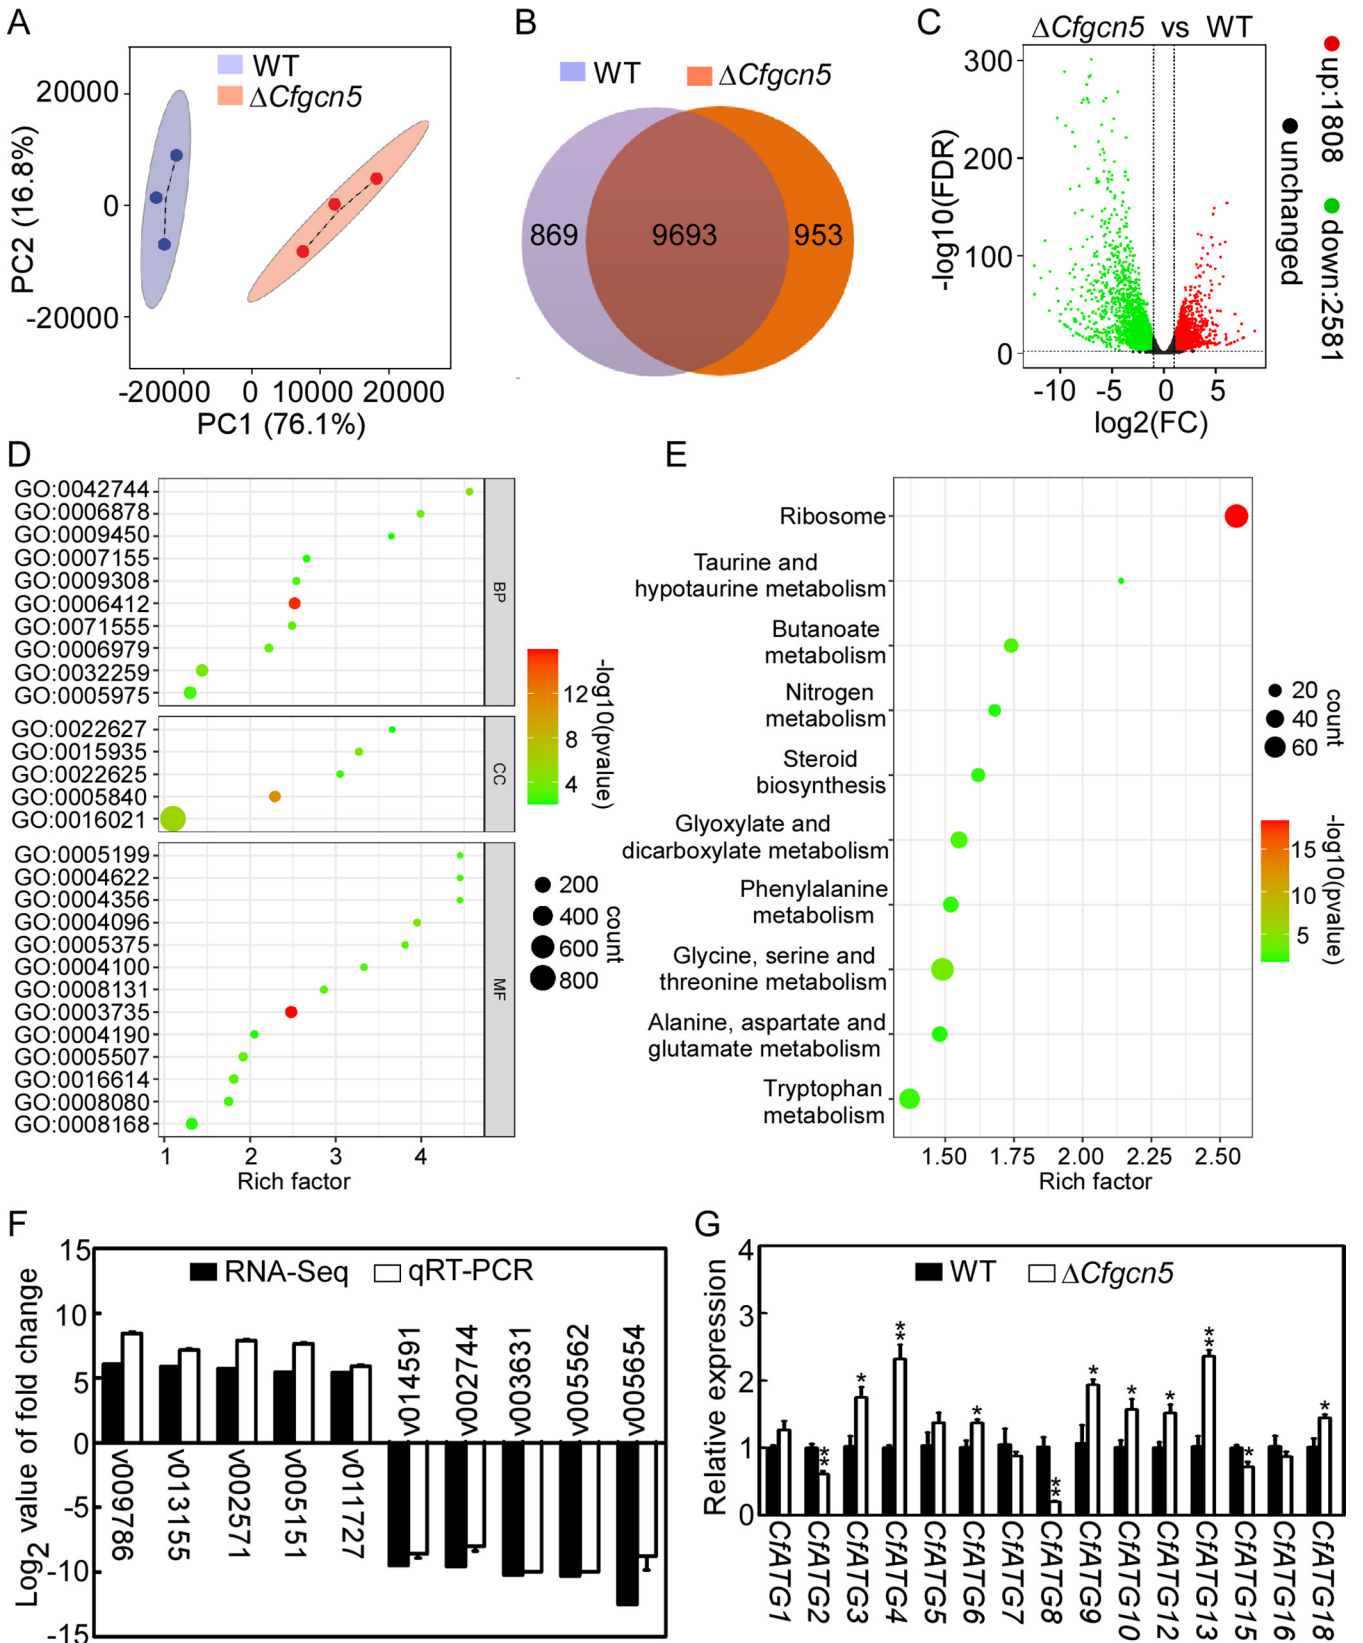 A
WT
ΔCfgcn5
20000
0
-20000
PC2 (16.8%)
-20000
0
10000
20000
PC1 (76.1%)
B
WT
ΔCfgcn5
869
9693
953
C
ΔCfgcn5 vs WT
300
200
100
0
-log10(FDR)
-10
-5
0
5
log2(FC)
up:1808
down:2581
unchanged
D
GO:0042744
GO:0006878
GO:0009450
GO:0007155
GO:0009308
GO:0006412
GO:0071555
GO:0006979
GO:0032259
GO:0005975
BP
GO:0022627
GO:0015935
GO:0022625
GO:0005840
GO:0016021
CC
GO:0005199
GO:0004622
GO:0004356
GO:0004096
GO:0005375
GO:0004100
GO:0008131
GO:0003735
GO:0004190
GO:0005507
GO:0016614
GO:0008080
GO:0008168
MF
1
2
3
4
Rich factor
12
8
4
-log10(pvalue)
200
400
600
800
count
E
Ribosome
Taurine and
hypotaurine metabolism
Butanoate
metabolism
Nitrogen
metabolism
Steroid
biosynthesis
Glyoxylate and
dicarboxylate metabolism
Phenylalanine
metabolism
Glycine, serine and
threonine metabolism
Alanine, aspartate and
glutamate metabolism
Tryptophan
metabolism
1.50
1.75
2.00
2.25
2.50
Rich factor
20
40
60
count
15
10
5
-log10(pvalue)
F
15
10
5
0
-5
-10
-15
Log2 value of fold change
RNA-Seq
qRT-PCR
v009786
v013155
v002571
v005151
v011727
v014591
v002744
v003631
v005562
v005654
G
4
3
2
1
0
Relative expression
WT
ΔCfgcn5
**
*
**
*
**
*
*
*
**
*
*
CfATG1
CfATG2
CfATG3
CfATG4
CfATG5
CfATG6
CfATG7
CfATG8
CfATG9
CfATG10
CfATG12
CfATG13
CfATG15
CfATG16
CfATG18